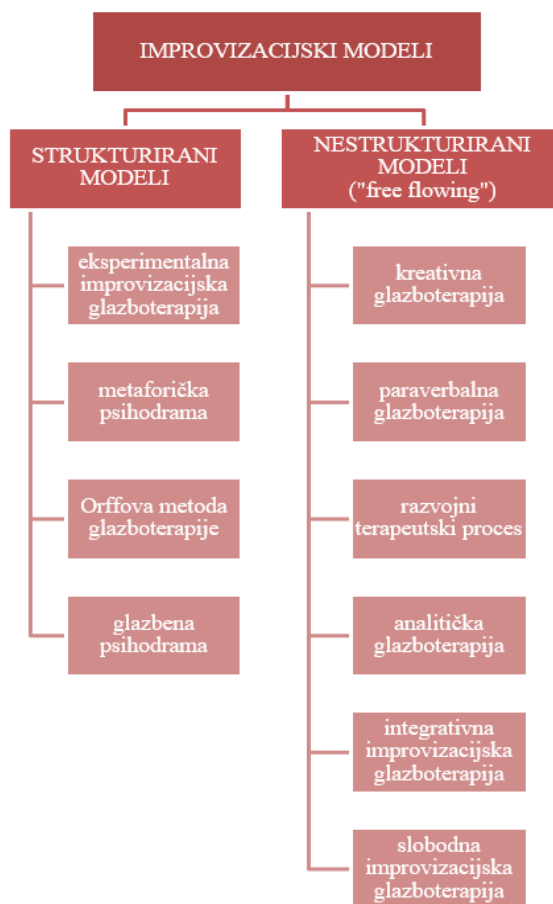 IMPROVIZACIJSKI MODELI
STRUKTURIRANI
MODELI
eksperimentalna
improvizacijska
glazboterapija
metaforička
psihodrama
Orffova metoda
glazboterapije
glazbena
psihodrama
NESTRUKTURIRANI
MODELI
("free flowing")
kreativna
glazboterapija
paraverbalna
glazboterapija
razvojni
terapeutski proces
analitička
glazboterapija
integrativna
improvizacijska
glazboterapija
slobodna
improvizacijska
glazboterapija